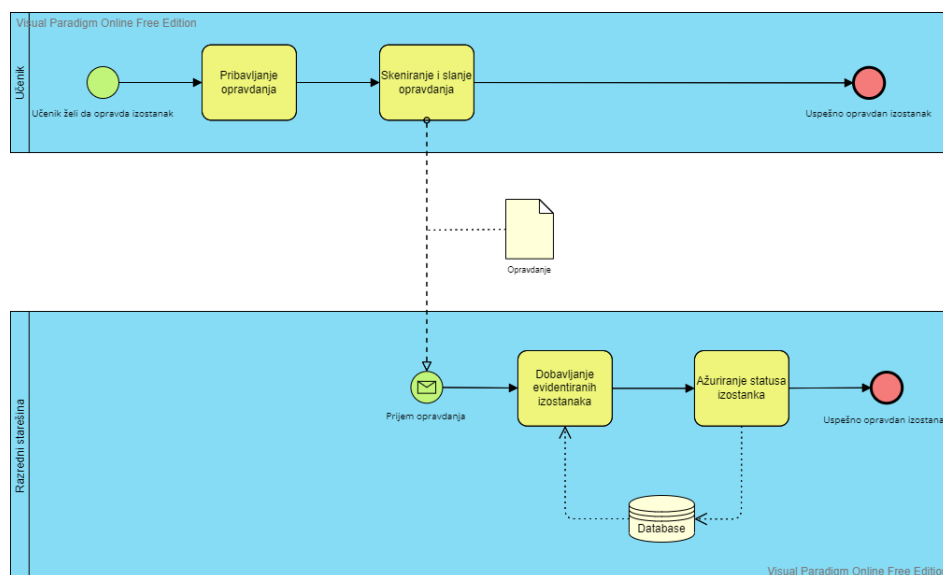 Visual Paradigm Online Free Edition
Učenik
Pribavljanje
opravdanja
Skeniranje i slanje
opravdanja
Učenik želi da opravda izostanak
Uspešno opravdan izostanak
Opravdanje
Razredni starešina
Prijem opravdanja
Dobavljanje
evidentiranih
izostanaka
Ažuriranje statusa
izostanka
Uspešno opravdan izostana
Database
Visual Paradigm Online Free Edition